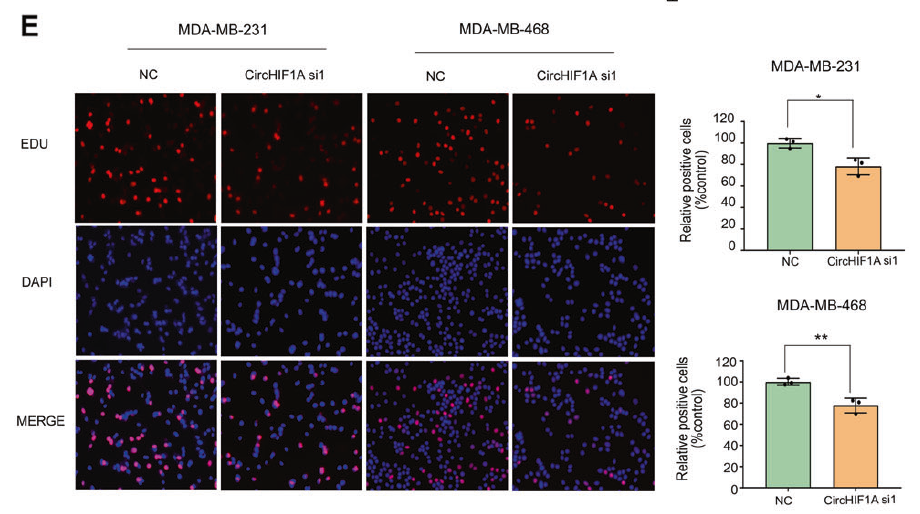 E
MDA-MB-231
MDA-MB-468
NC
CircHIF1A si1
NC
CircHIF1A si1
EDU
DAPI
MERGE
MDA-MB-231
*
Relative positive cells
(%control)
120
100
80
60
40
20
0
NC
CircHIF1A si1
MDA-MB-468
**
Relative positive cells
(%control)
120
100
80
60
40
20
0
NC
CircHIF1A si1